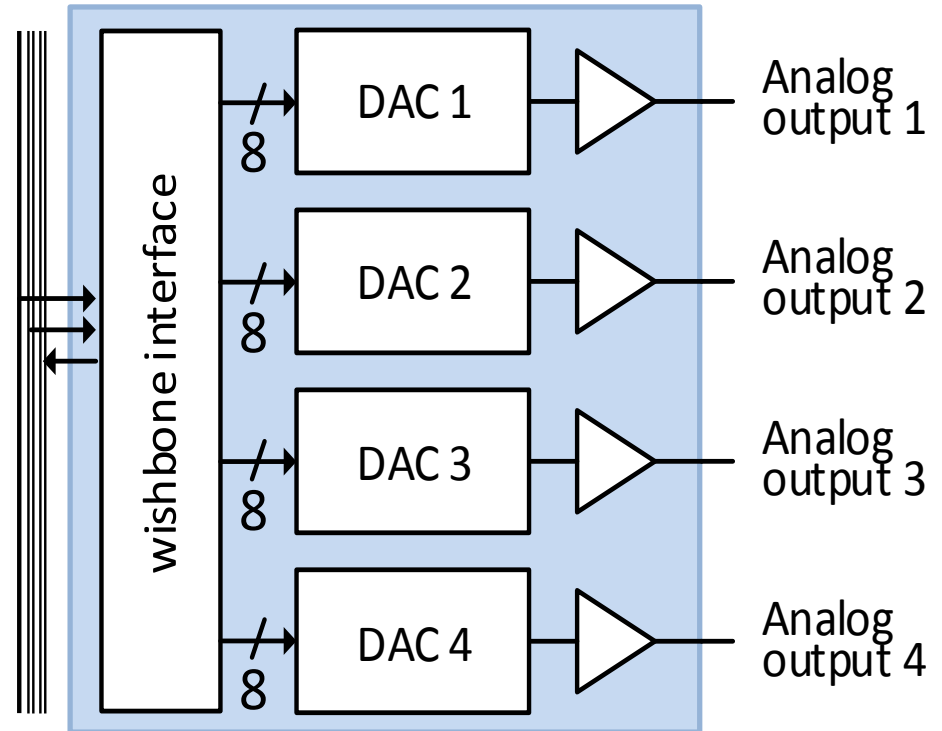 wishbone interface
DAC 1
8
Analog
output 1
DAC 2
8
Analog
output 2
DAC 3
8
Analog
output 3
DAC 4
8
Analog
output 4